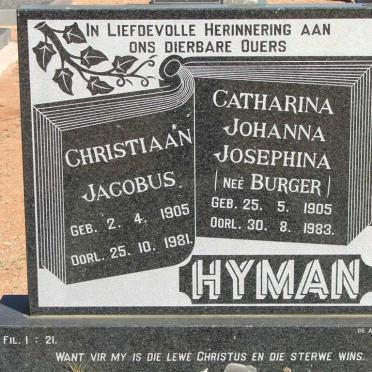 IN LIEFDEVOLLE HERINNERING AAN
ONS DIERBARE OUERS
CHRISTIAAN
JACOBUS
GEB. 2. 4. 1905
OORL. 25. 10. 1981.
CATHARINA
JOHANNA
JOSEPHINA
(NEÉ BURGER)
GEB. 25. 5. 1905
OORL. 30. 8. 1983.
HYMAN
FIL. 1 : 21.
WANT VIR MY IS DIE LEWE CHRISTUS EN DIE STERWE WINS.